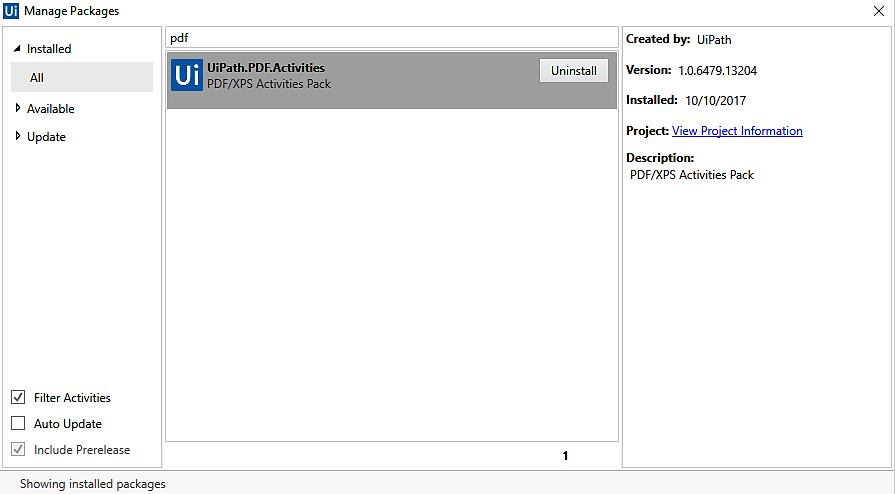 Ui Manage Packages
Installed
All
Available
Update
Filter Activities
Auto Update
Include Prerelease
pdf
Ui
UiPath.PDF.Activities
PDF/XPS Activities Pack
Uninstall
1
Created by: UiPath
Version: 1.0.6479.13204
Installed: 10/10/2017
Project: View Project Information
Description:
PDF/XPS Activities Pack
Showing installed packages